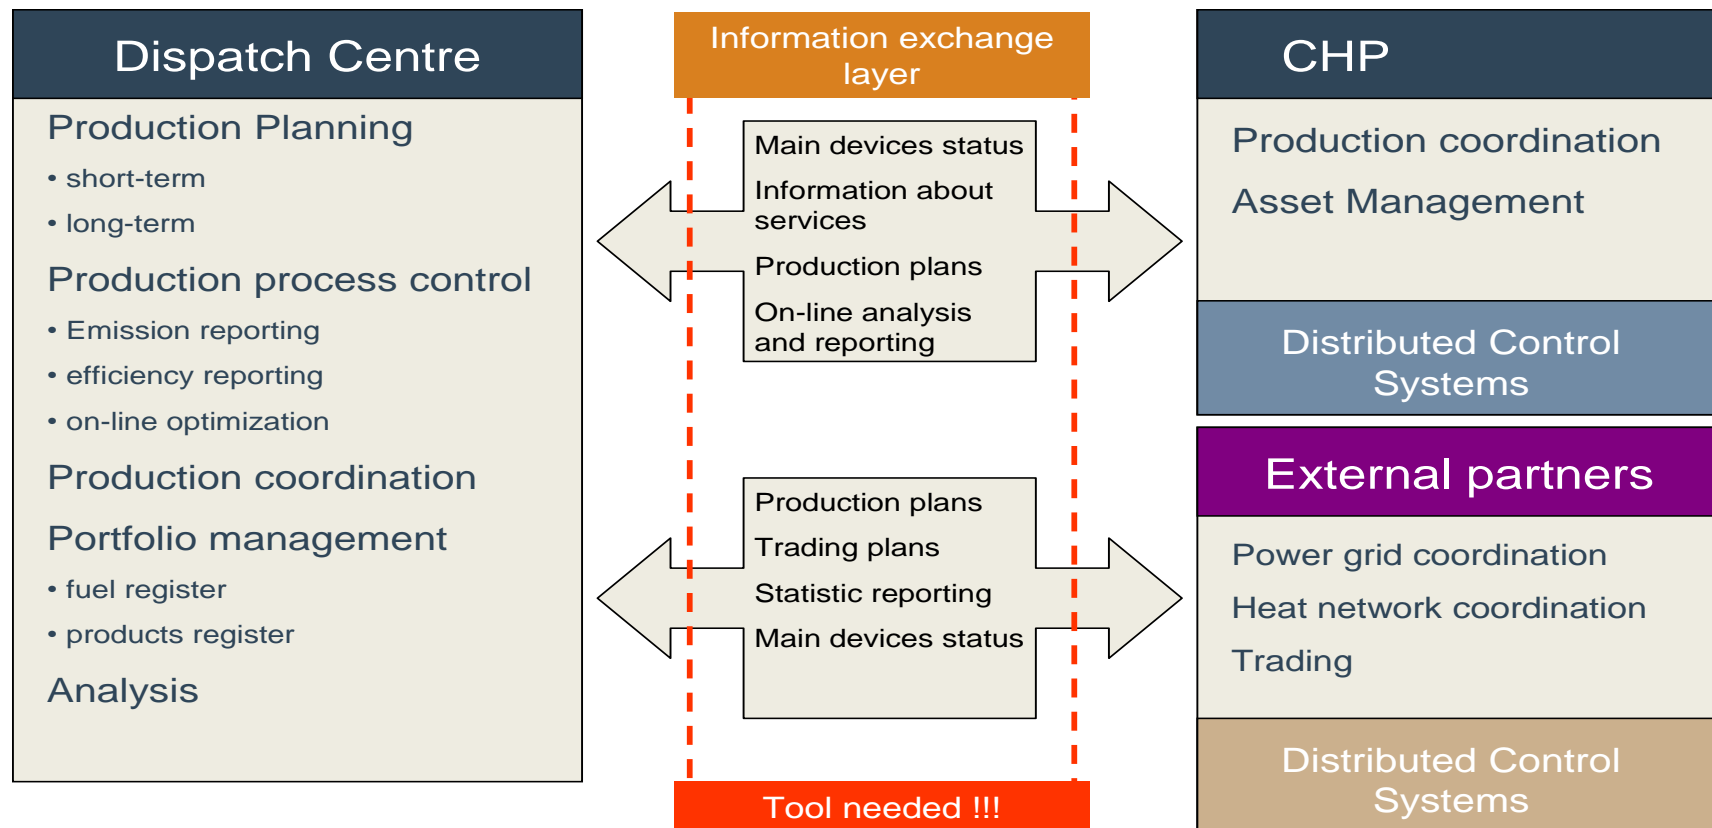 Dispatch Centre
Production Planning
• short-term
• long-term
Production process control
• Emission reporting
• efficiency reporting
• on-line optimization
Production coordination
Portfolio management
• fuel register
• products register
Analysis
Information exchange
layer
Main devices status
Information about
services
Production plans
On-line analysis
and reporting
Production plans
Trading plans
Statistic reporting
Main devices status
Tool needed !!!
CHP
Production coordination
Asset Management
Distributed Control
Systems
External partners
Power grid coordination
Heat network coordination
Trading
Distributed Control
Systems